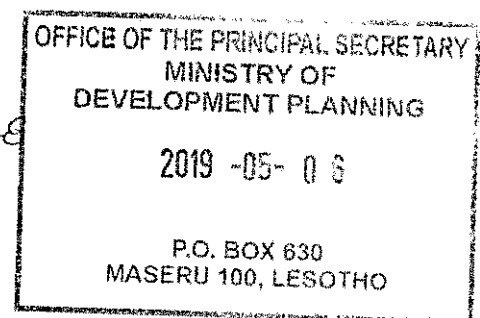 OFFICE OF THE PRINCIPAL SECRETARY
MINISTRY OF
DEVELOPMENT PLANNING
2019 -05- 06
P.O. BOX 630
MASERU 100, LESOTHO